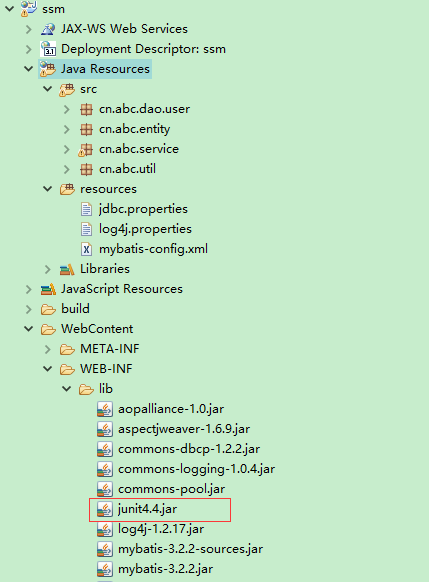 ssm
JAX-WS Web Services
Deployment Descriptor: ssm
Java Resources
src
cn.abc.dao.user
cn.abc.entity
cn.abc.service
cn.abc.util
resources
jdbc.properties
log4j.properties
mybatis-config.xml
Libraries
JavaScript Resources
build
WebContent
META-INF
WEB-INF
lib
aopalliance-1.0.jar
aspectjweaver-1.6.9.jar
commons-dbcp-1.2.2.jar
commons-logging-1.0.4.jar
commons-pool.jar
junit4.4.jar
log4j-1.2.17.jar
mybatis-3.2.2-sources.jar
mybatis-3.2.2.jar